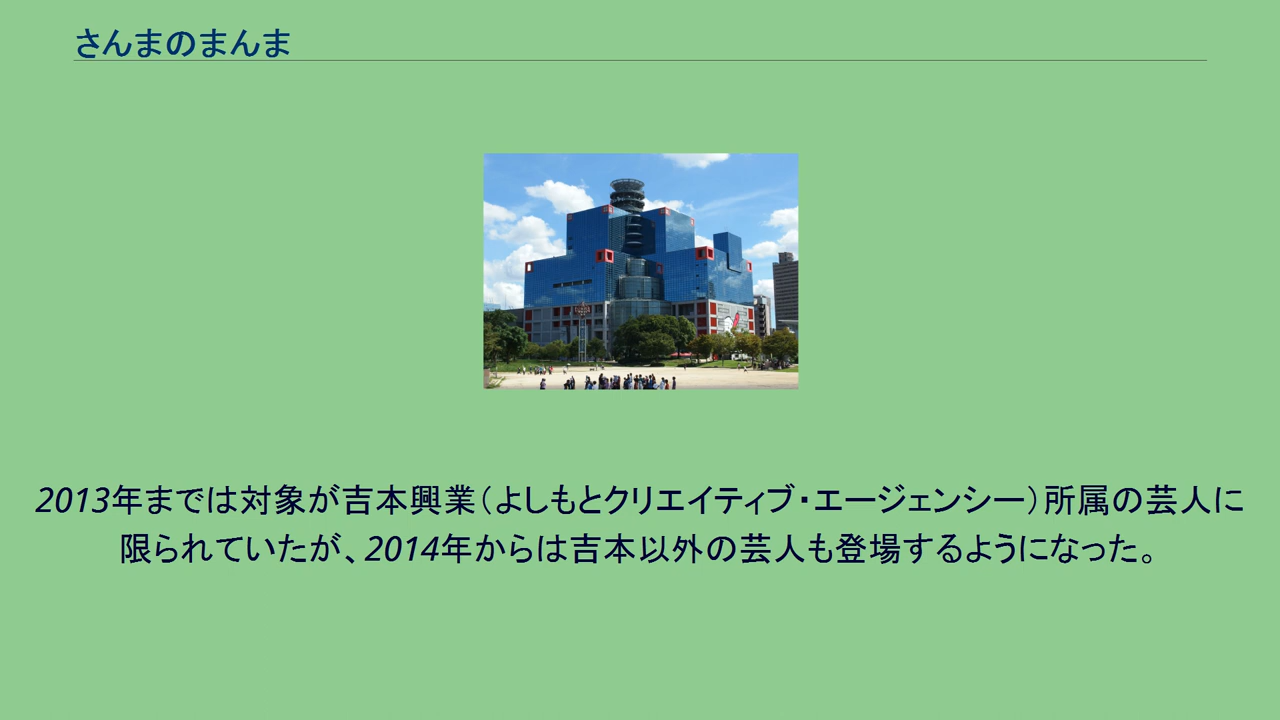 さんまのまんま
2013年までは対象が吉本興業（よしもとクリエイティブ・エージェンシー）所属の芸人に
限られていたが、2014年からは吉本以外の芸人も登場するようになった。